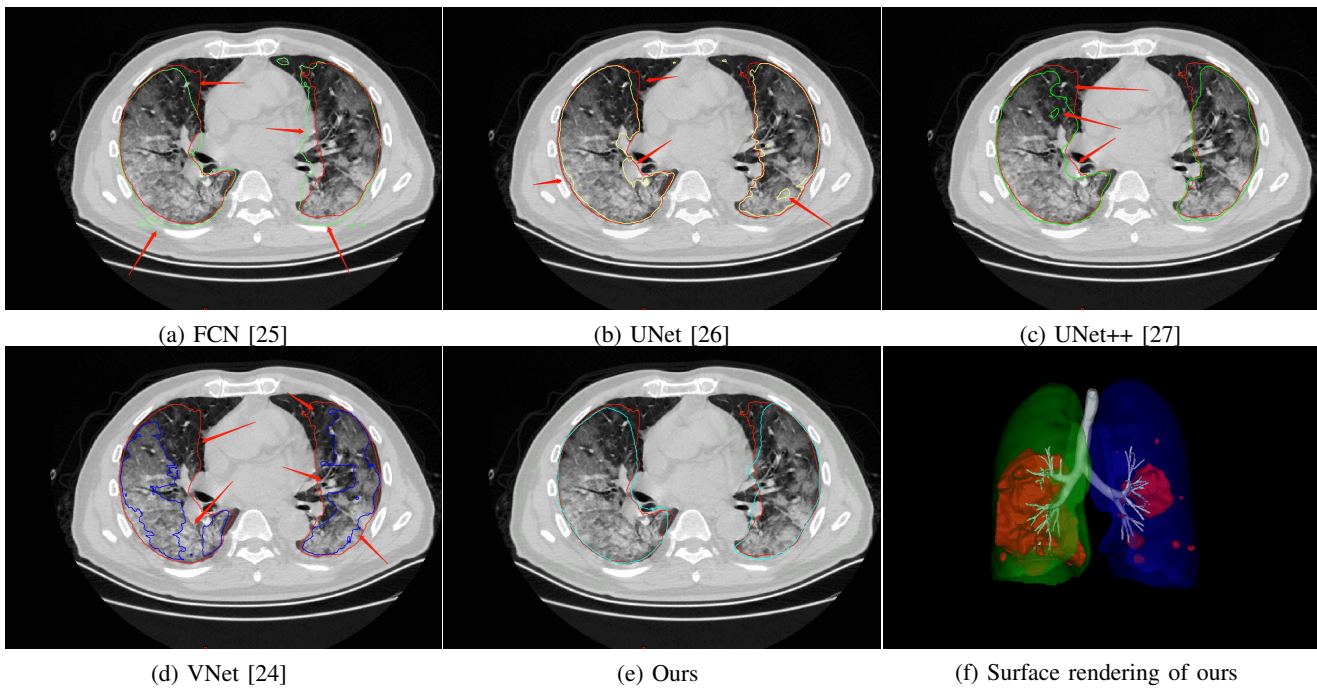 (a) FCN [25]
(b) UNet [26]
(c) UNet++ [27]
(d) VNet [24]
(e) Ours
(f) Surface rendering of ours